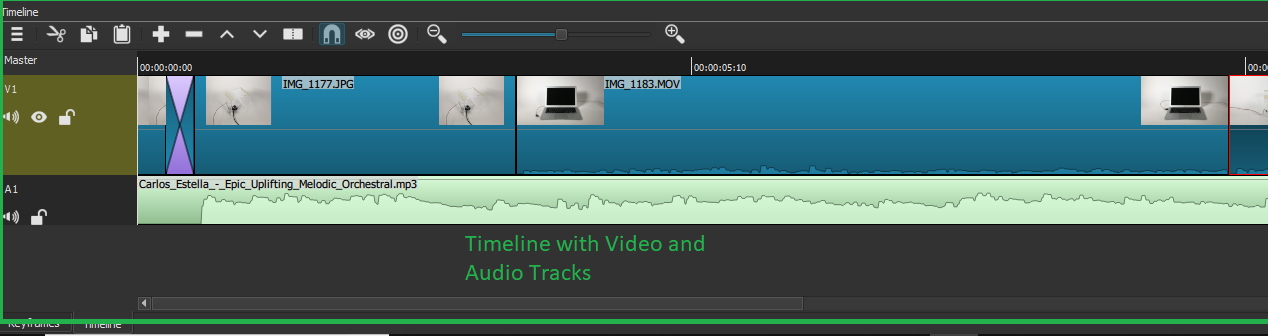 Timeline
Master
00:00:00:00
00:00:05:10
V1
IMG_1177.JPG
IMG_1183.MOV
A1
Carlos_Estella_-_Epic_Uplifting_Melodic_Orchestral.mp3
Timeline with Video and
Audio Tracks
Keyframes
Timeline